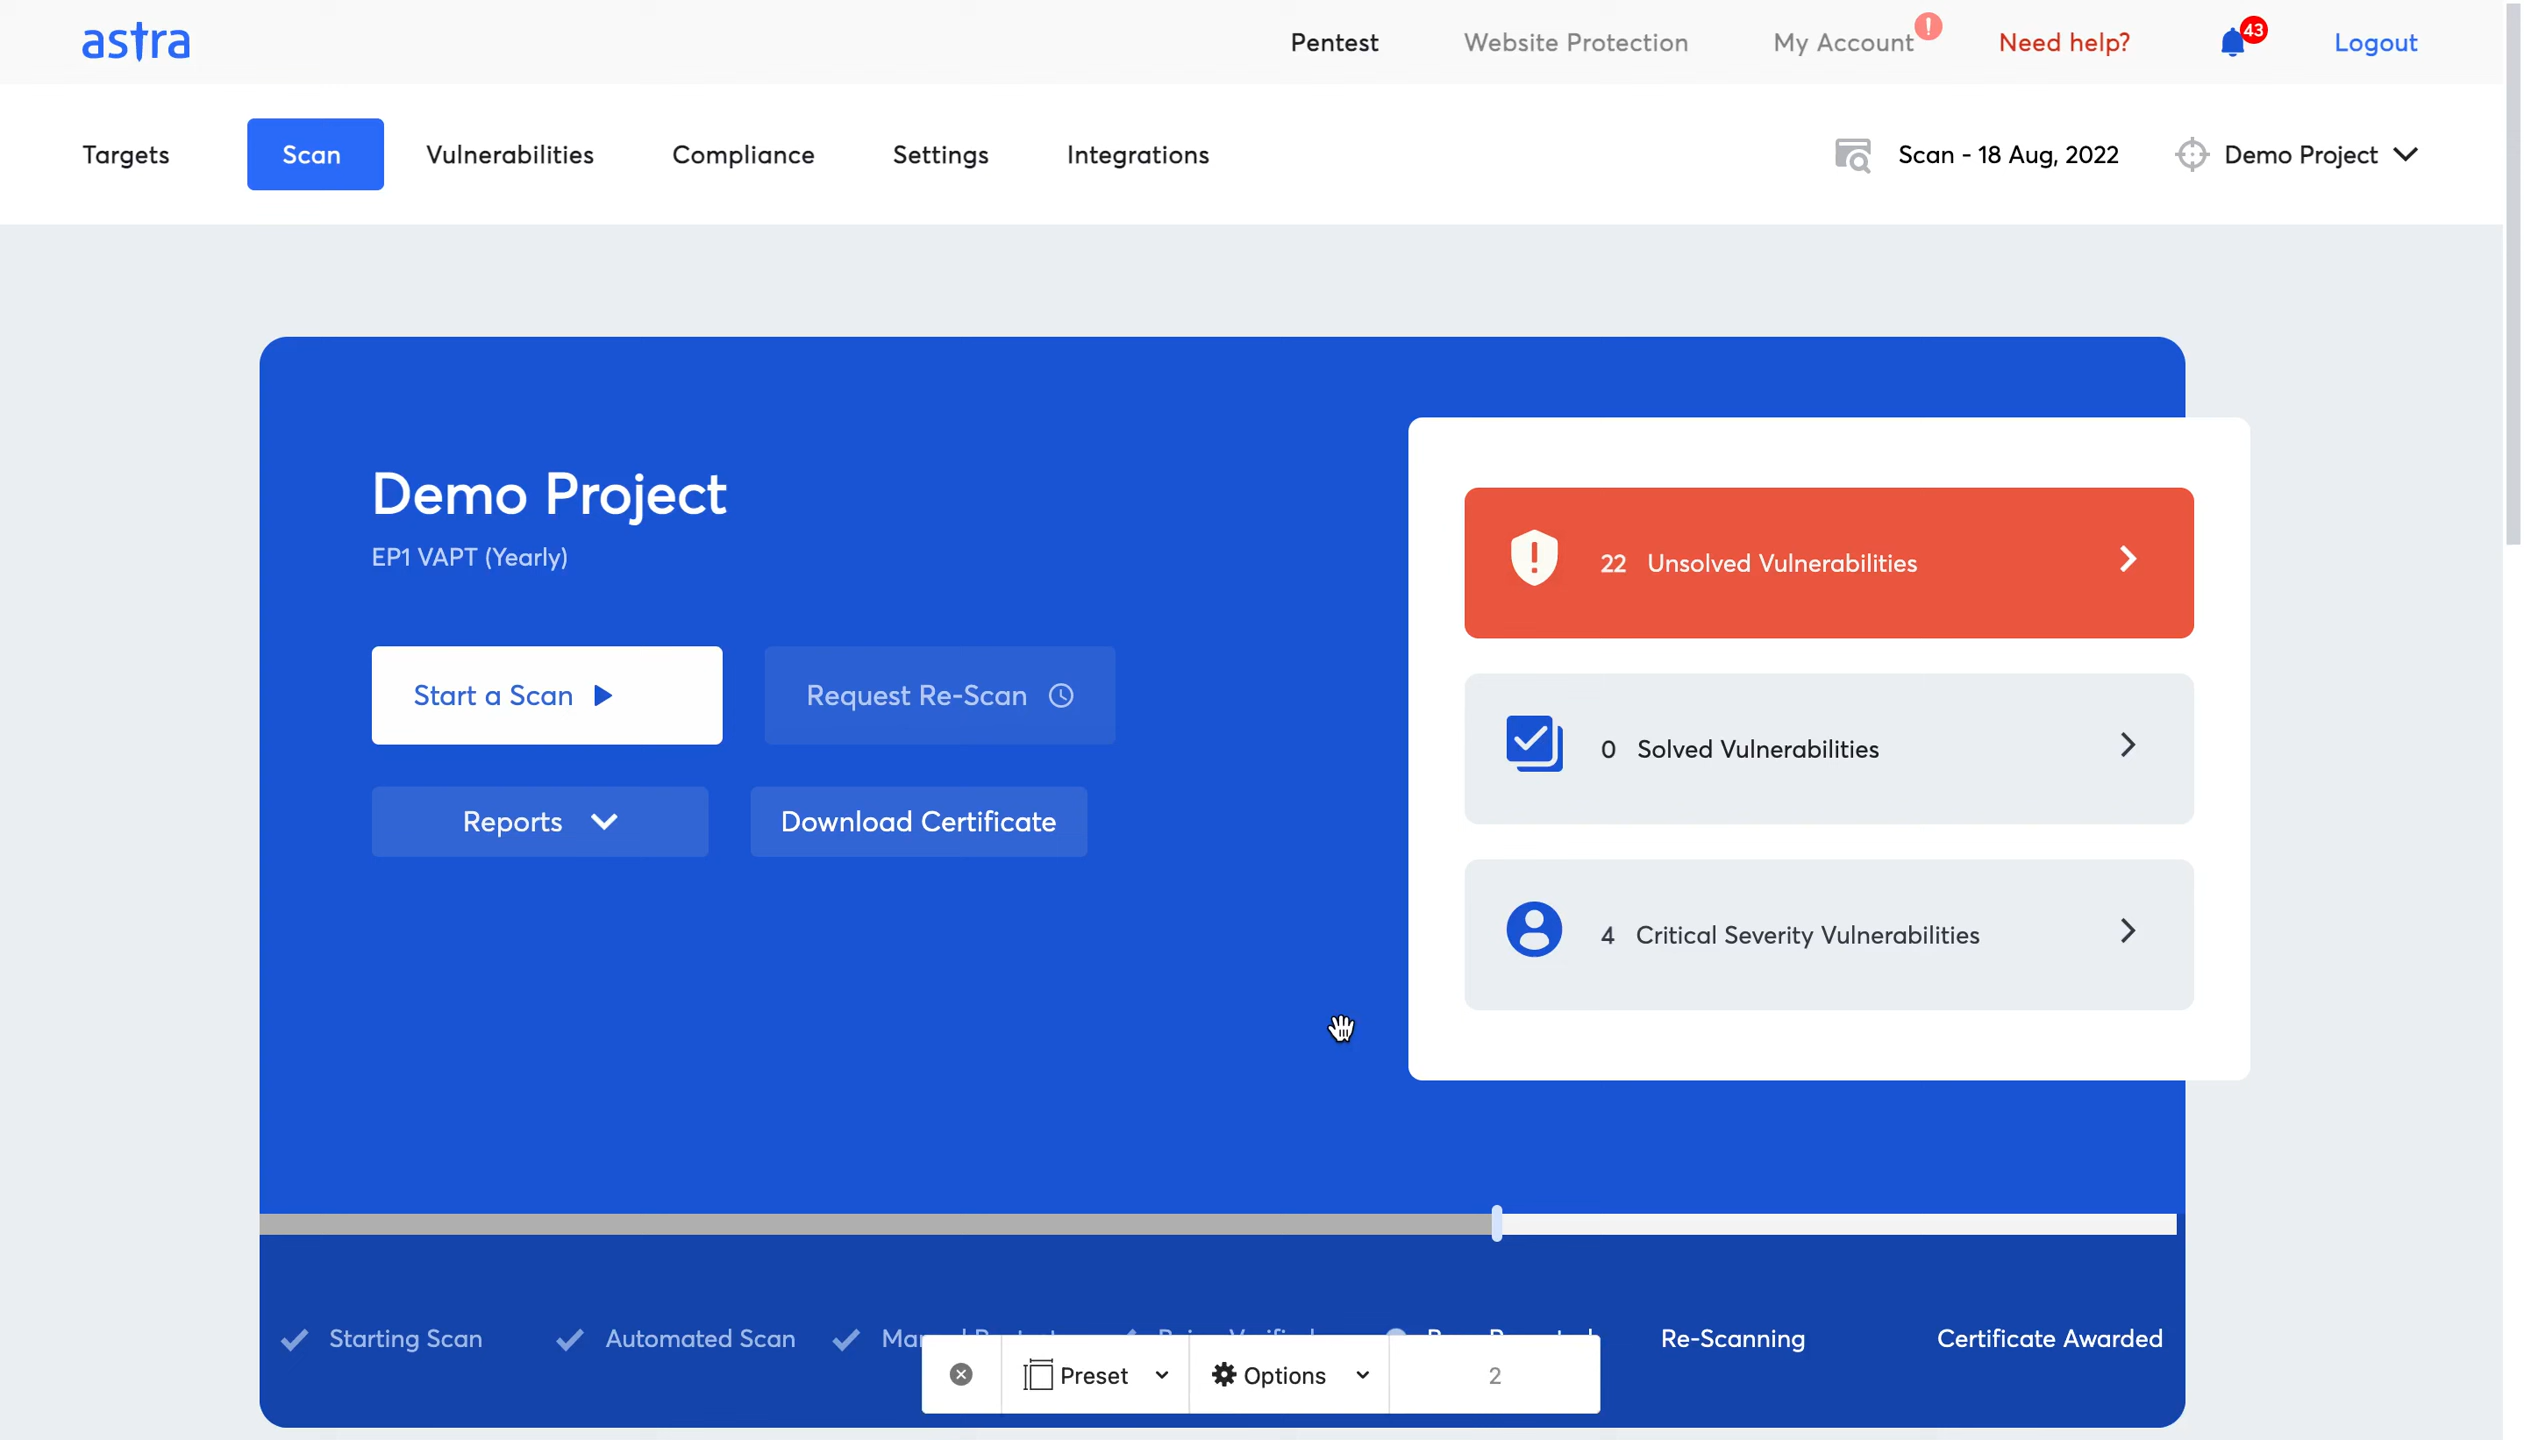 astra
Pentest
Website Protection
My Account
!
Need help?
43
Logout
Targets
Scan
Vulnerabilities
Compliance
Settings
Integrations
Scan - 18 Aug, 2022
Demo Project
Demo Project
EP1 VAPT (Yearly)
Start a Scan
Request Re-Scan
Reports
Download Certificate
22 Unsolved Vulnerabilities
0 Solved Vulnerabilities
4 Critical Severity Vulnerabilities
Starting Scan
Automated Scan
Re-Scanning
Certificate Awarded
Preset
Options
2